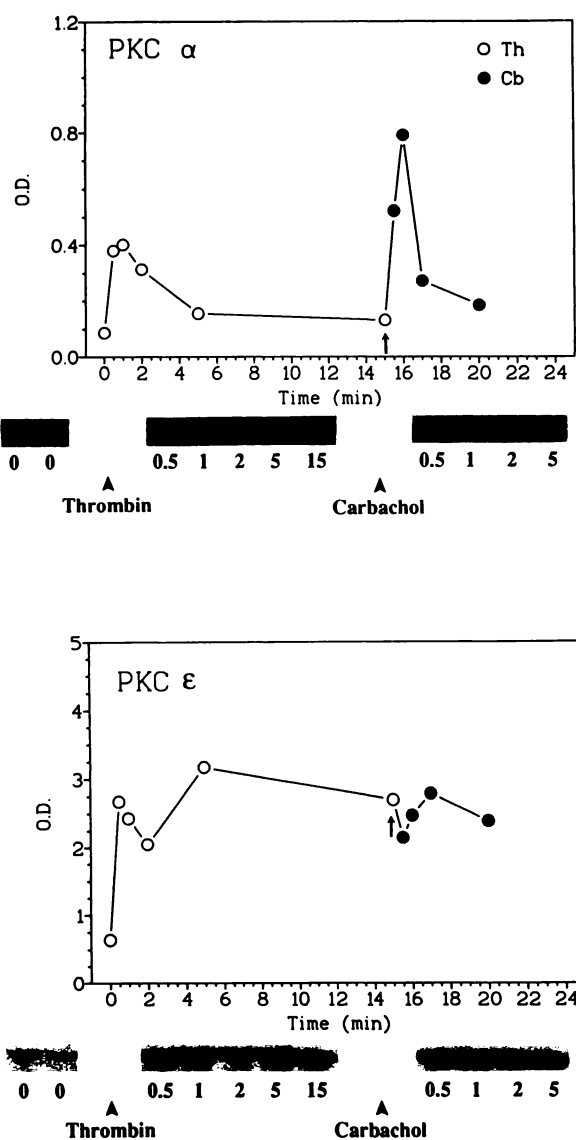 1.2
PKC α
Th
Cb
0.8
O.D.
0.4
0.0
0 2 4 6 8 10 12 14 16 18 20 22 24
Time (min)
0 0 0.5 1 2 5 15 0.5 1 2 5
Thrombin Carbachol
5
PKC ε
4
3
O.D.
2
1
0
0 2 4 6 8 10 12 14 16 18 20 22 24
Time (min)
0 0 0.5 1 2 5 15 0.5 1 2 5
Thrombin Carbachol